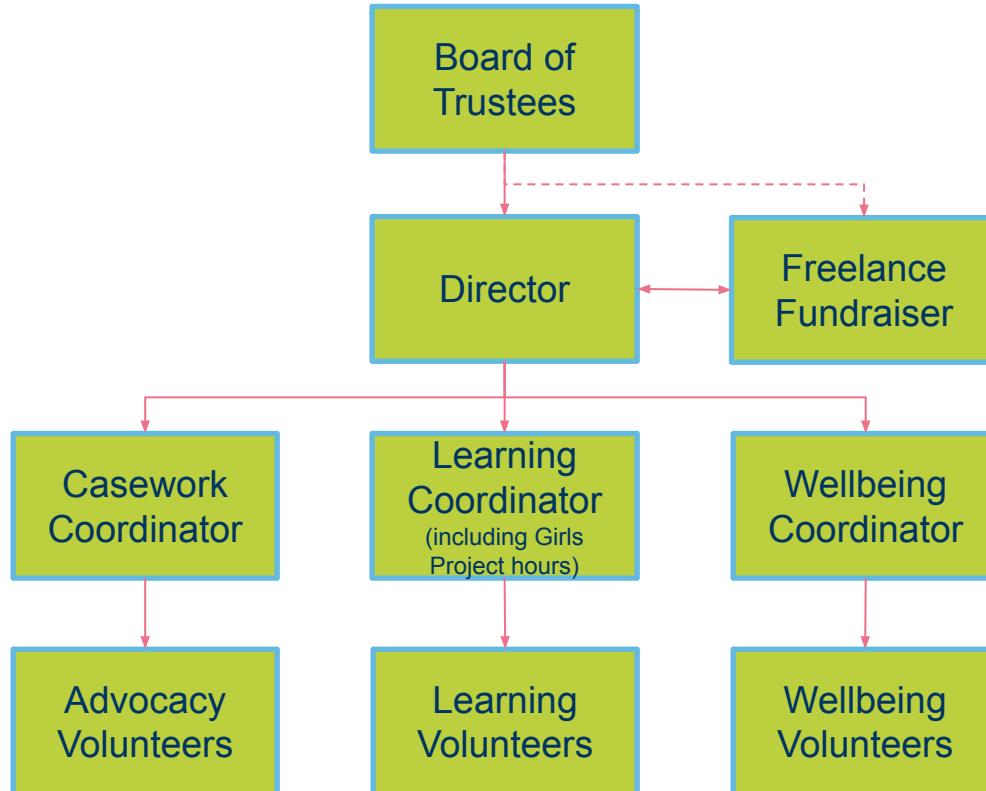 Board of
Trustees
Director
Freelance
Fundraiser
Casework
Coordinator
Learning
Coordinator
(including Girls
Project hours)
Wellbeing
Coordinator
Advocacy
Volunteers
Learning
Volunteers
Wellbeing
Volunteers